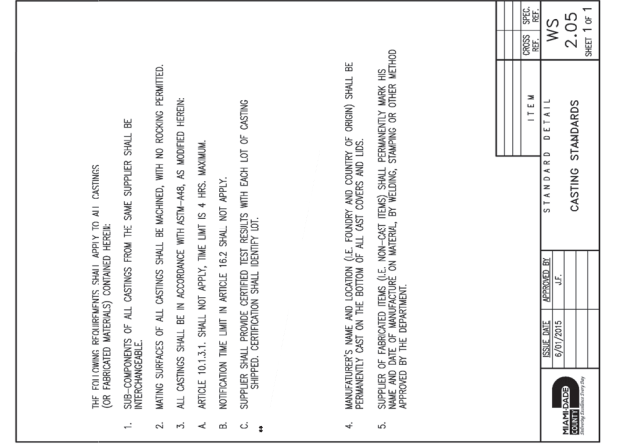 THE FOLLOWING REQUIREMENTS SHALL APPLY TO ALL CASTINGS
(OR FABRICATED MATERIALS) CONTAINED HEREIN:
1. SUB-COMPONENTS OF ALL CASTINGS FROM THE SAME SUPPLIER SHALL BE
INTERCHANGEABLE.
2. MATING SURFACES OF ALL CASTINGS SHALL BE MACHINED, WITH NO ROCKING PERMITTED.
3. ALL CASTINGS SHALL BE IN ACCORDANCE WITH ASTM-A48, AS MODIFIED HEREIN:
A. ARTICLE 10.1.3.1. SHALL NOT APPLY, TIME LIMIT IS 4 HRS. MAXIMUM.
B. NOTIFICATION TIME LIMIT IN ARTICLE 16.2 SHALL NOT APPLY.
C. SUPPLIER SHALL PROVIDE CERTIFIED TEST RESULTS WITH EACH LOT OF CASTING
SHIPPED. CERTIFICATION SHALL IDENTIFY LOT.
**
4. MANUFATURER'S NAME AND LOCATION (I.E. FOUNDRY AND COUNTRY OF ORIGIN) SHALL BE
PERMANENTLY CAST ON THE BOTTOM OF ALL CAST COVERS AND LIDS.
5. SUPPLIER OF FABRICATED ITEMS (I.E. NON-CAST ITEMS) SHALL PERMANENTLY MARK HIS
NAME AND DATE OF MANUFACTURE ON MATERIAL, BY WELDING, STAMPING OR OTHER METHOD
APPROVED BY THE DEPARTMENT.
MIAMI-DADE
COUNTY
Delivering Excellence Every Day
ISSUE DATE
6/01/2015
APPROVED BY
J.F.
ITEM
CROSS REF.
SPEC. REF.
STANDARD DETAIL
CASTING STANDARDS
WS
2.05
SHEET 1 OF 1